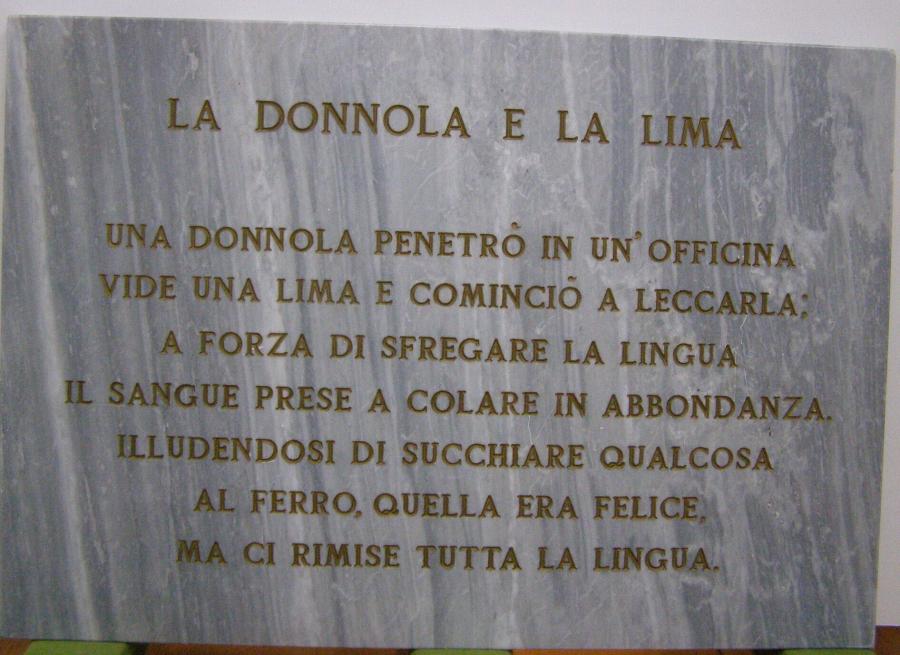 LA DONNOLA E LA LIMA
UNA DONNOLA PENETRÒ IN UN'OFFICINA
VIDE UNA LIMA E COMINCIÒ A LECCARLA;
A FORZA DI SFREGARE LA LINGUA
IL SANGUE PRESE A COLARE IN ABBONDANZA.
ILLUDENDOSI DI SUCCHIARE QUALCOSA
AL FERRO, QUELLA ERA FELICE,
MA CI RIMISE TUTTA LA LINGUA.